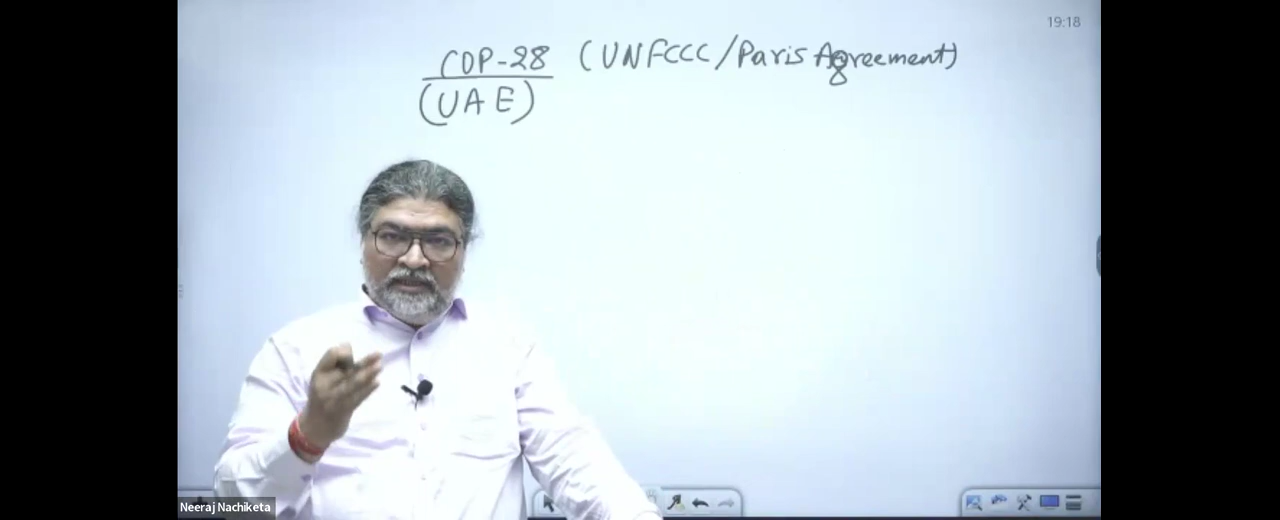 19:18
COP-28 (UNFCCC/Paris Agreement)
(UAE)
Neeraj Nachiketa